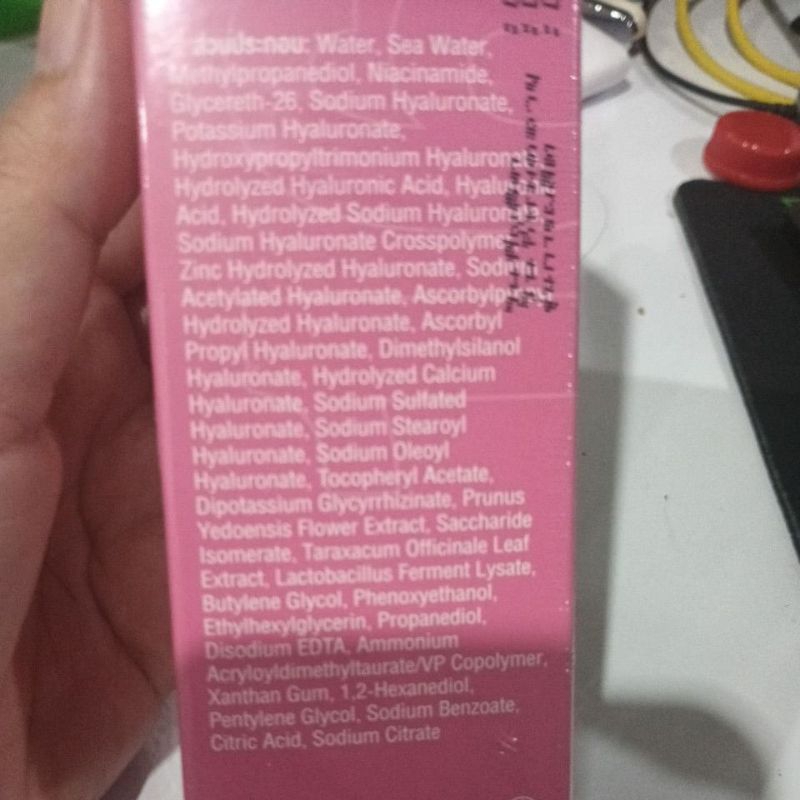 ส่วนประกอบ: Water, Sea Water,
Methylpropanediol, Niacinamide,
Glycereth-26, Sodium Hyaluronate,
Potassium Hyaluronate,
Hydroxypropyltrimonium Hyaluronate,
Hydrolyzed Hyaluronic Acid, Hyaluronic
Acid, Hydrolyzed Sodium Hyaluronate,
Sodium Hyaluronate Crosspolymer,
Zinc Hydrolyzed Hyaluronate, Sodium
Acetylated Hyaluronate,
Hydrolyzed Hyaluronate, Ascorbyl
Propyl Hyaluronate, Dimethylsilanol
Hyaluronate, Hydrolyzed Calcium
Hyaluronate, Sodium Sulfated
Hyaluronate, Sodium Stearoyl
Hyaluronate, Sodium Oleoyl
Hyaluronate, Tocopheryl Acetate,
Dipotassium Glycyrrhizinate, Prunus
Yedoensis Flower Extract, Saccharide
Isomerate, Taraxacum Officinale Leaf
Extract, Lactobacillus Ferment Lysate,
Butylene Glycol, Phenoxyethanol,
Ethylhexylglycerin, Propanediol,
Disodium EDTA, Ammonium
Acryloyldimethyltaurate/VP Copolymer,
Xanthan Gum, 1,2-Hexanediol,
Pentylene Glycol, Sodium Benzoate,
Citric Acid, Sodium Citrate